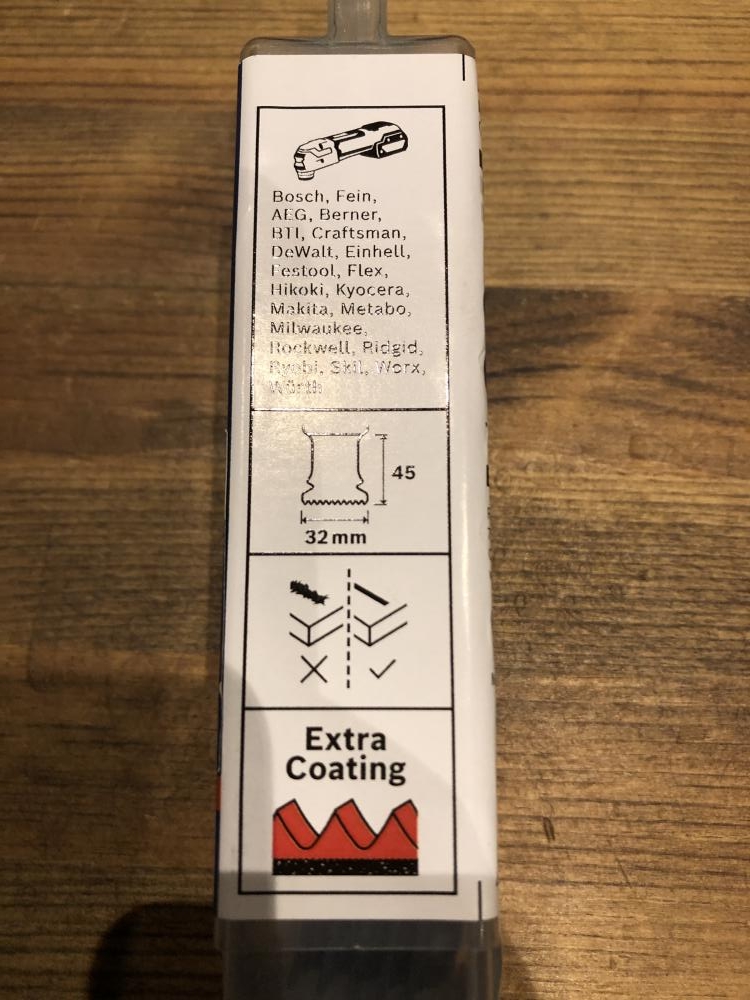 Bosch, Fein,
AEG, Berner,
BTI, Craftsman,
DeWalt, Einhell,
Festool, Flex,
Hikoki, Kyocera,
Makita, Metabo,
Milwaukee,
Rockwell, Ridgid,
Ryobi, Skil, Worx,
Würth
45
32 mm
Extra
Coating